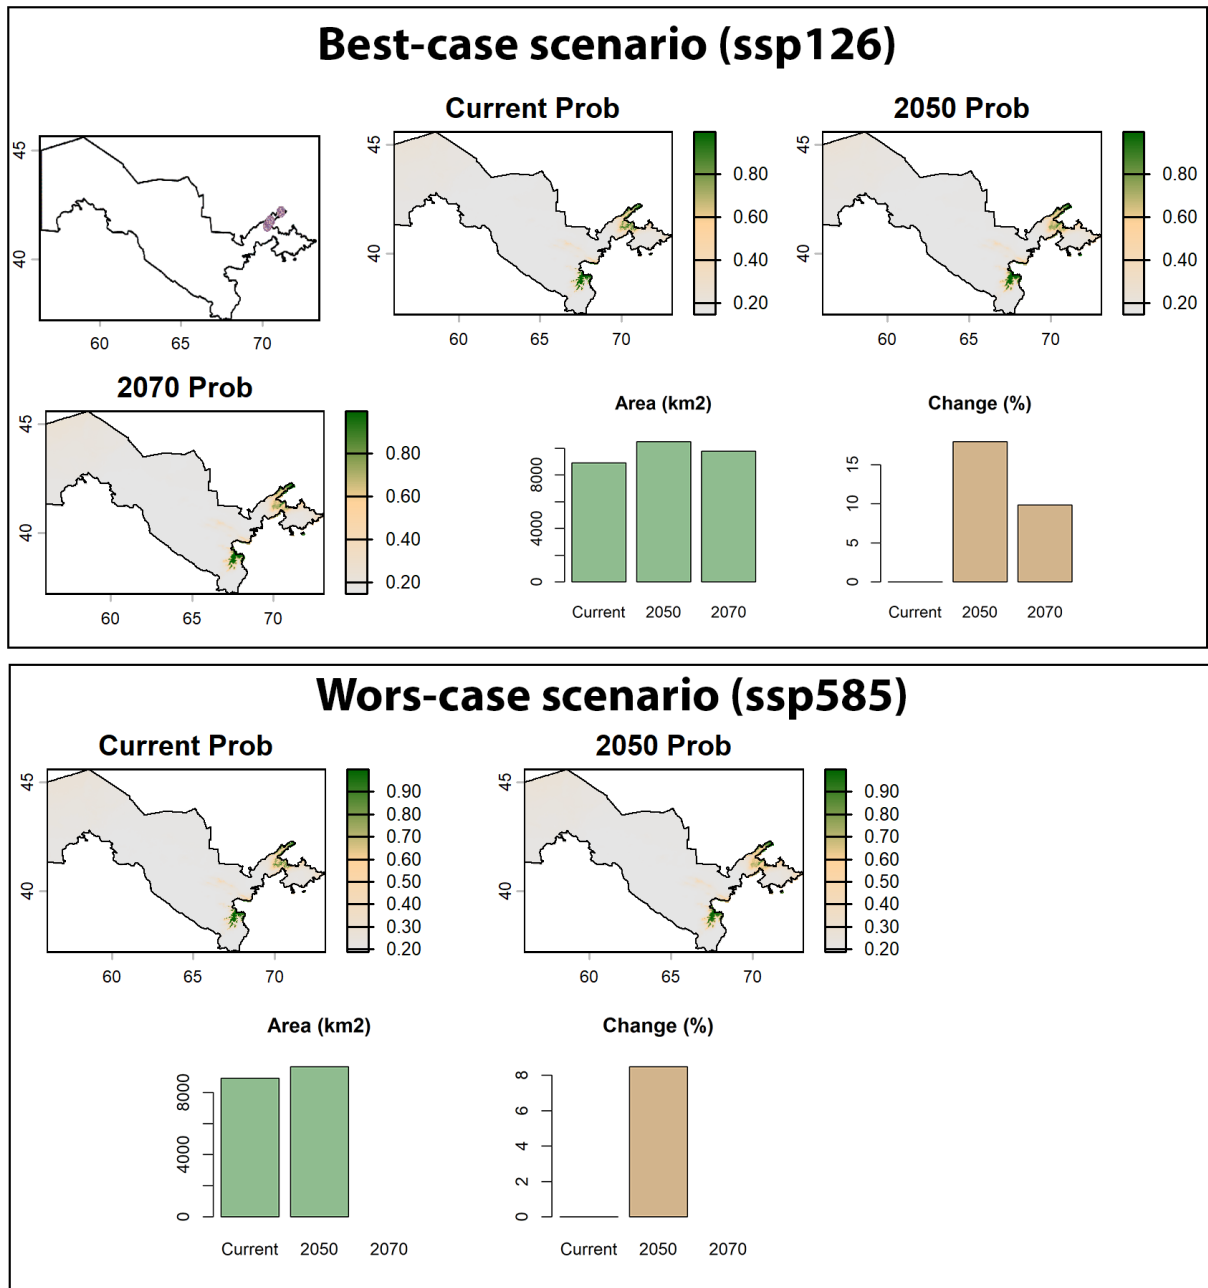 Best-case scenario (ssp126)
Current Prob
2050 Prob
45
40
60 65 70
45
40
60 65 70
0.80
0.60
0.40
0.20
45
40
60 65 70
0.80
0.60
0.40
0.20
2070 Prob
45
40
60 65 70
0.80
0.60
0.40
0.20
Area (km2)
8000
4000
0
Current 2050 2070
Change (%)
15
10
5
0
Current 2050 2070
Wors-case scenario (ssp585)
Current Prob
45
40
60 65 70
0.90
0.80
0.70
0.60
0.50
0.40
0.30
0.20
2050 Prob
45
40
60 65 70
0.90
0.80
0.70
0.60
0.50
0.40
0.30
0.20
Area (km2)
8000
4000
0
Current 2050 2070
Change (%)
8
6
4
2
0
Current 2050 2070